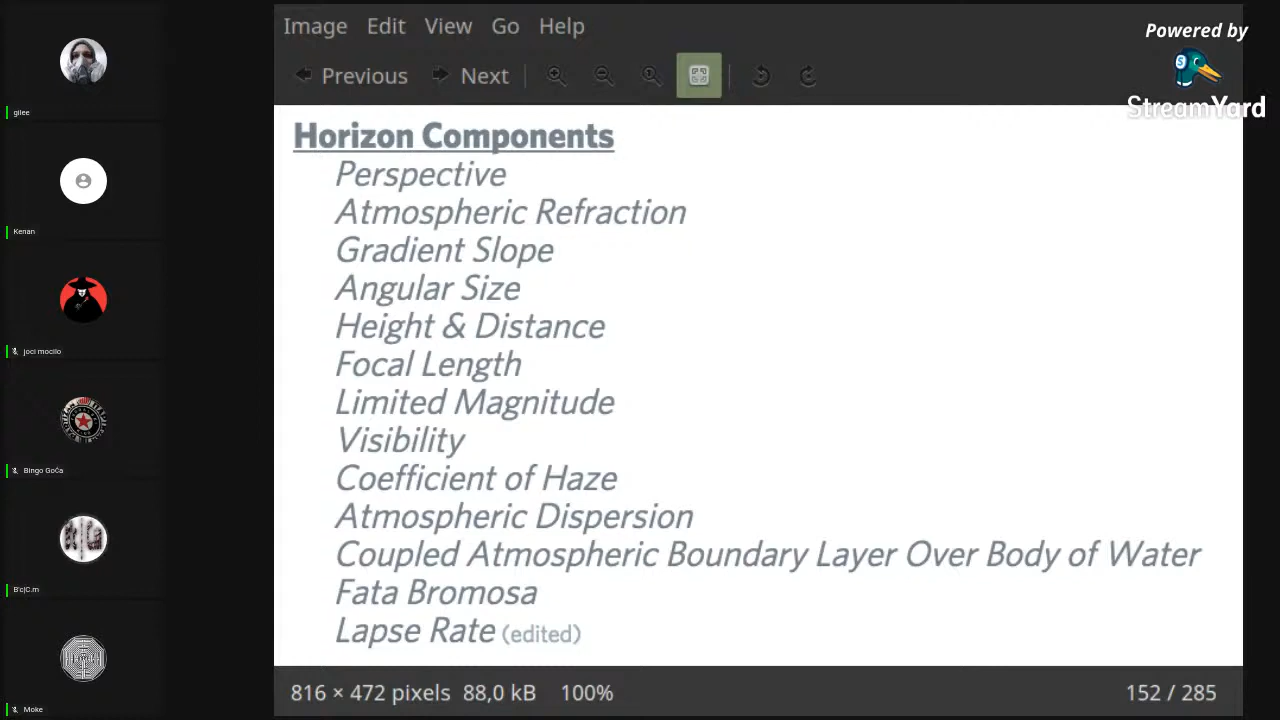 Image Edit View Go Help
Previous Next
Powered by
StreamYard
gilee
Kenan
joci mocilo
Bingo Goča
B'c|C.m
Moke
Horizon Components
Perspective
Atmospheric Refraction
Gradient Slope
Angular Size
Height & Distance
Focal Length
Limited Magnitude
Visibility
Coefficient of Haze
Atmospheric Dispersion
Coupled Atmospheric Boundary Layer Over Body of Water
Fata Bromosa
Lapse Rate (edited)
816 × 472 pixels 88,0 kB 100% 152 / 285